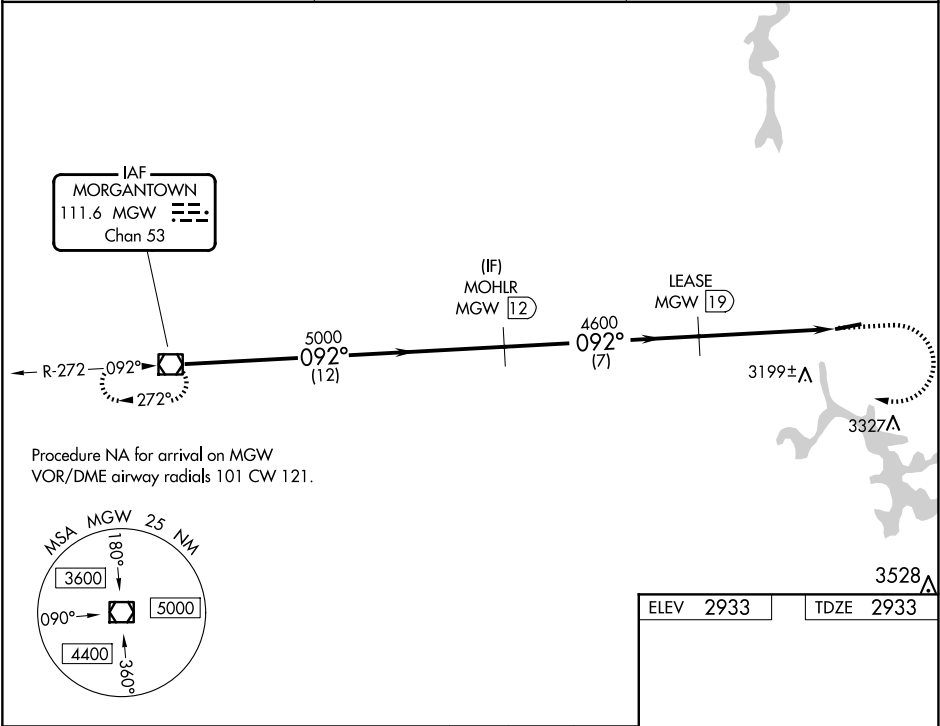 IAF
MORGANTOWN
111.6 MGW
Chan 53
(IF)
MOHLR
MGW 12
LEASE
MGW 19
5000
092°
(12)
4600
092°
(7)
R-272
092°
272°
3199±
3327
Procedure NA for arrival on MGW
VOR/DME airway radials 101 CW 121.
MSA MGW 25 NM
180°
3600
090°
5000
4400
360°
3528
ELEV 2933
TDZE 2933